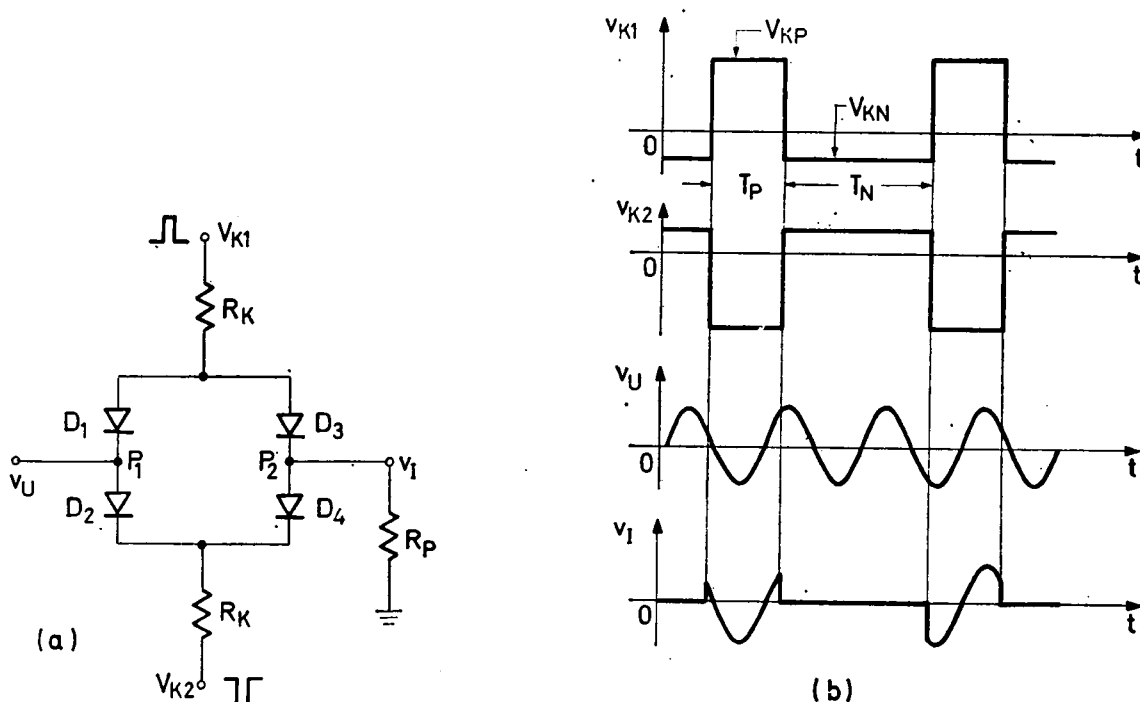 V_K1
R_K
D_1
D_3
P_1
P_2
v_U
v_I
D_2
D_4
R_P
R_K
V_K2
(a)
v_K1
V_KP
V_KN
0
t
T_P
T_N
v_K2
0
t
v_U
0
t
v_I
0
t
(b)